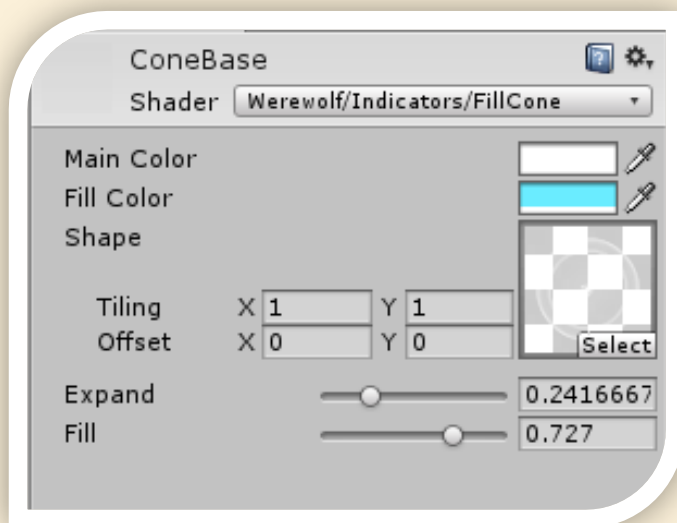 ConeBase
Shader Werewolf/Indicators/FillCone
Main Color
Fill Color
Shape
Tiling X 1 Y 1
Offset X 0 Y 0
Select
Expand 0.2416667
Fill 0.727